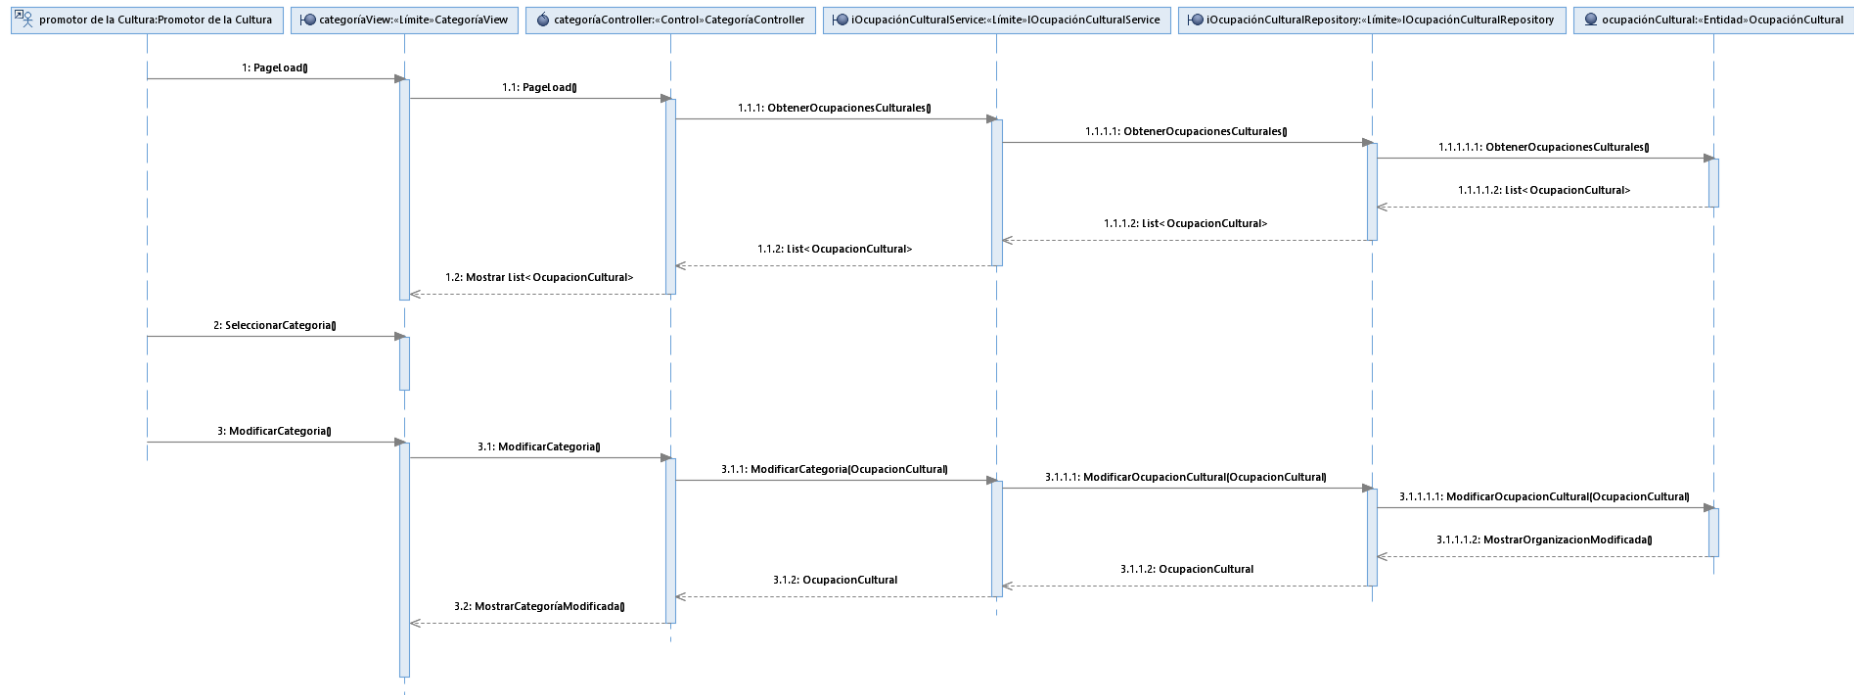 promotor de la Cultura:Promotor de la Cultura
categoríaView:«Límite»CategoríaView
categoríaController:«Control»CategoríaController
iOcupaciónCulturalService:«Límite»IOcupaciónCulturalService
iOcupaciónCulturalRepository:«Límite»IOcupaciónCulturalRepository
ocupaciónCultural:«Entidad»OcupaciónCultural
1: PageLoad()
1.1: PageLoad()
1.1.1: ObtenerOcupacionesCulturales()
1.1.1.1: ObtenerOcupacionesCulturales()
1.1.1.1.1: ObtenerOcupacionesCulturales()
1.1.1.1.2: List<OcupacionCultural>
1.1.1.2: List<OcupacionCultural>
1.1.2: List<OcupacionCultural>
1.2: Mostrar List<OcupacionCultural>
2: SeleccionarCategoria()
3: ModificarCategoria()
3.1: ModificarCategoria()
3.1.1: ModificarCategoria(OcupacionCultural)
3.1.1.1: ModificarOcupacionCultural(OcupacionCultural)
3.1.1.1.1: ModificarOcupacionCultural(OcupacionCultural)
3.1.1.1.2: MostrarOrganizacionModificada()
3.1.1.2: OcupacionCultural
3.1.2: OcupacionCultural
3.2: MostrarCategoríaModificada()